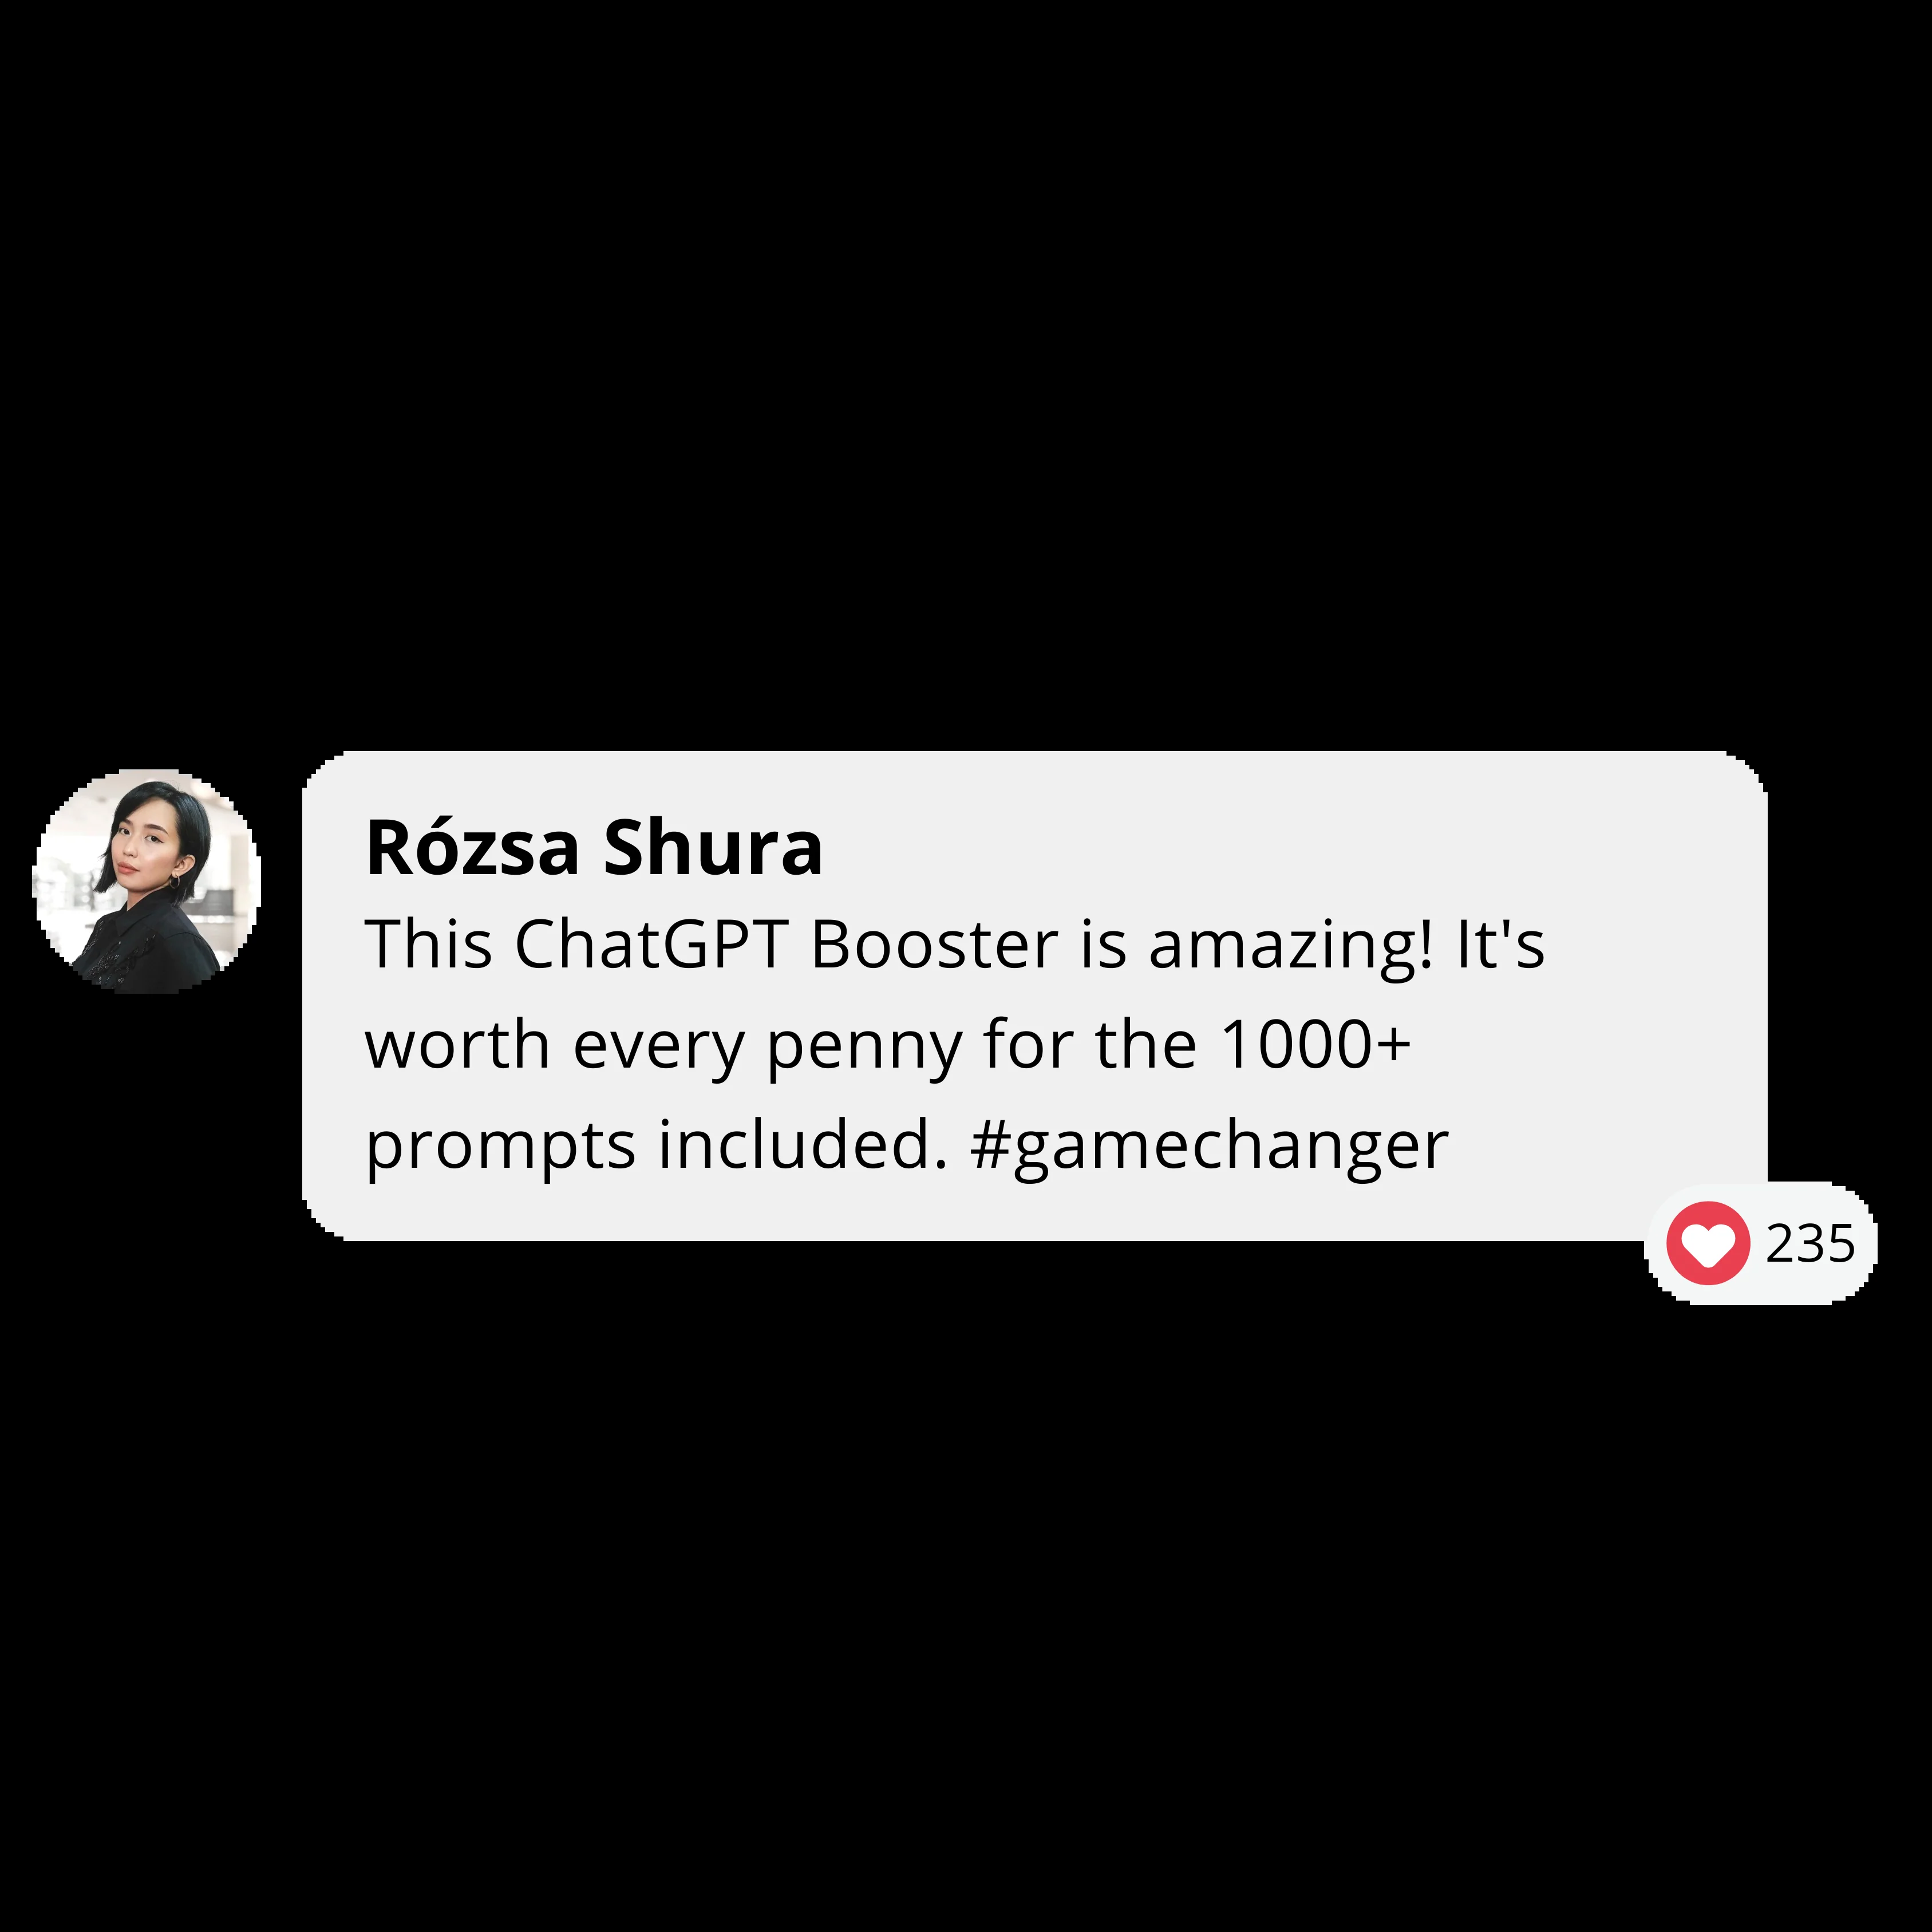 Rózsa Shura
This ChatGPT Booster is amazing! It's
worth every penny for the 1000+
prompts included. #gamechanger
235